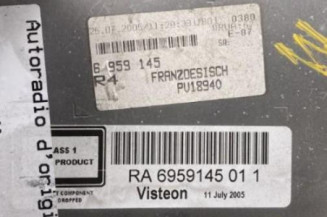 0380
6 959 145
R4
FRANZOESISCH
PV18940
Autoradio d'origi
ASS 1
PRODUCT
RA 6959145 01 1
Visteon 11 July 2005